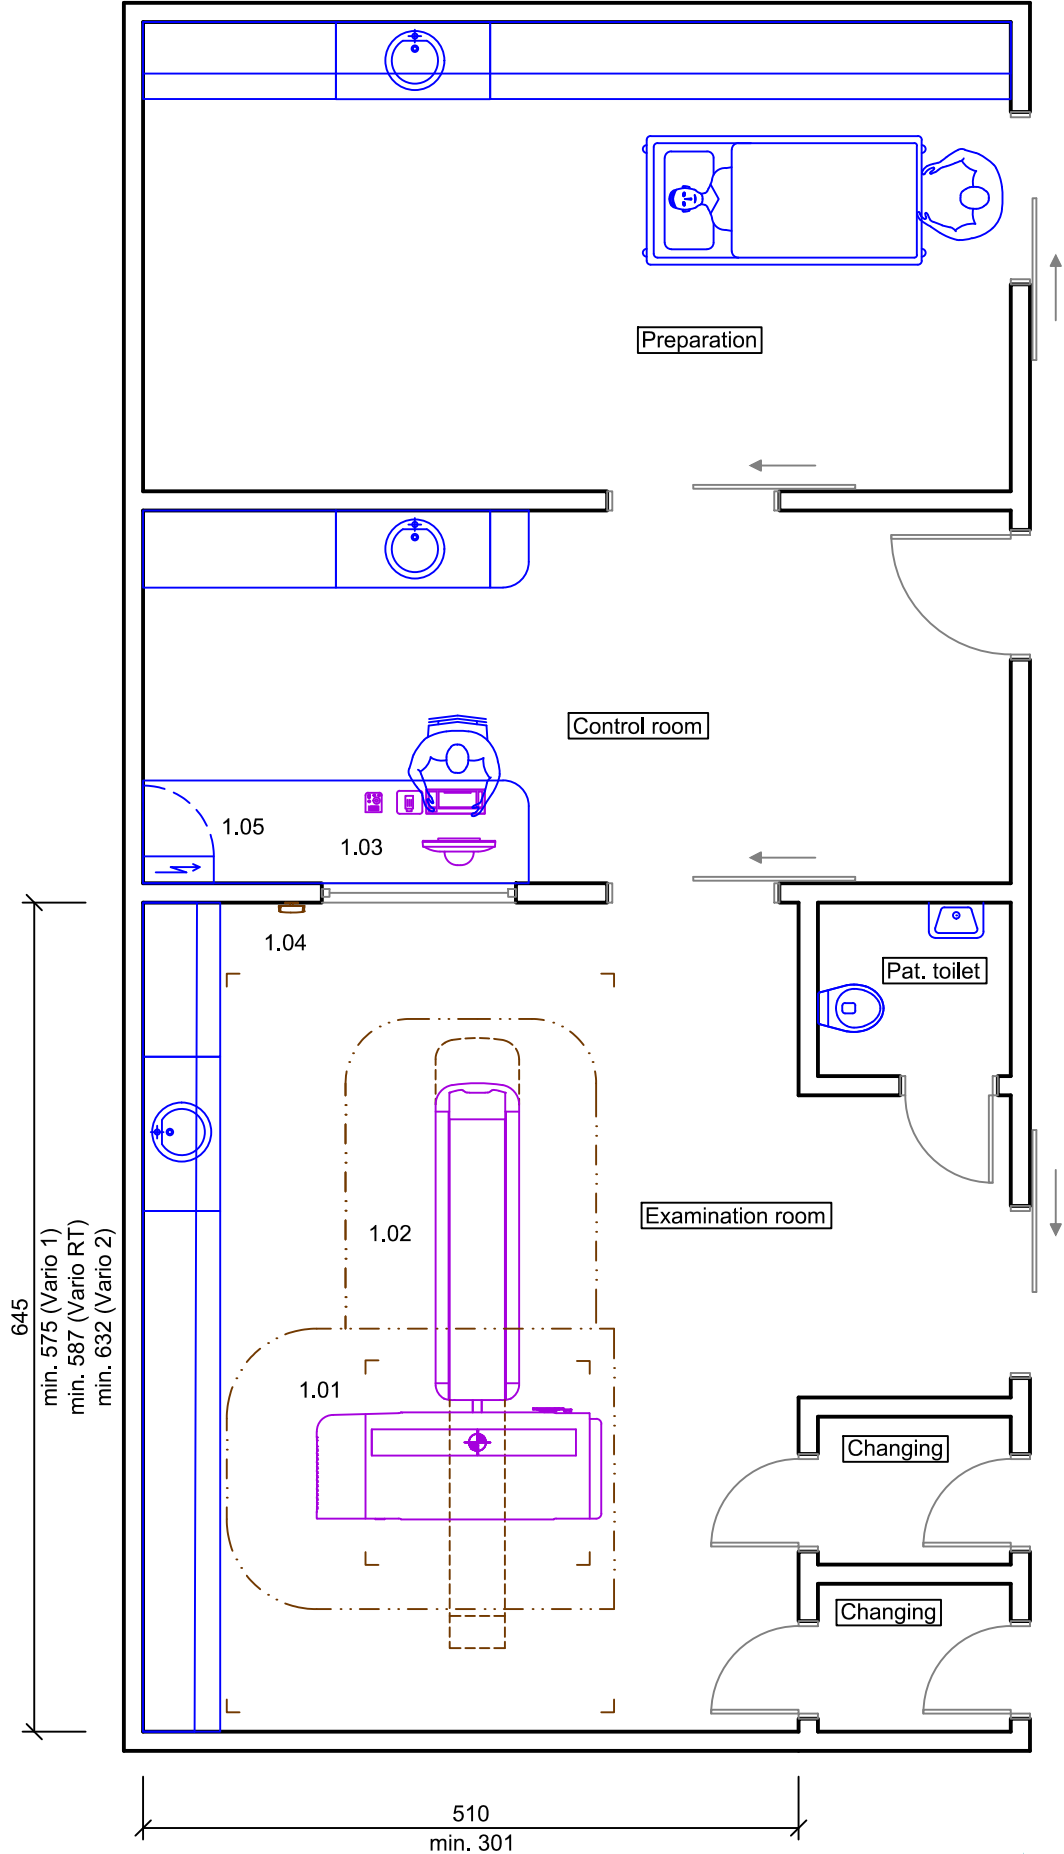 Preparation
Control room
1.05
1.03
1.04
Pat. toilet
1.02
Examination room
645
min. 575 (Vario 1)
min. 587 (Vario RT)
min. 632 (Vario 2)
1.01
Changing
Changing
510
min. 301